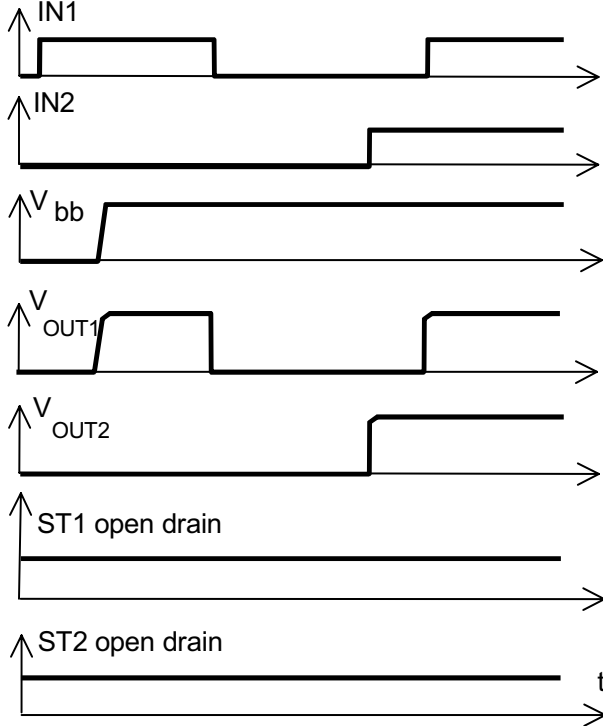 IN1
IN2
V bb
V OUT1
V OUT2
ST1 open drain
ST2 open drain
t